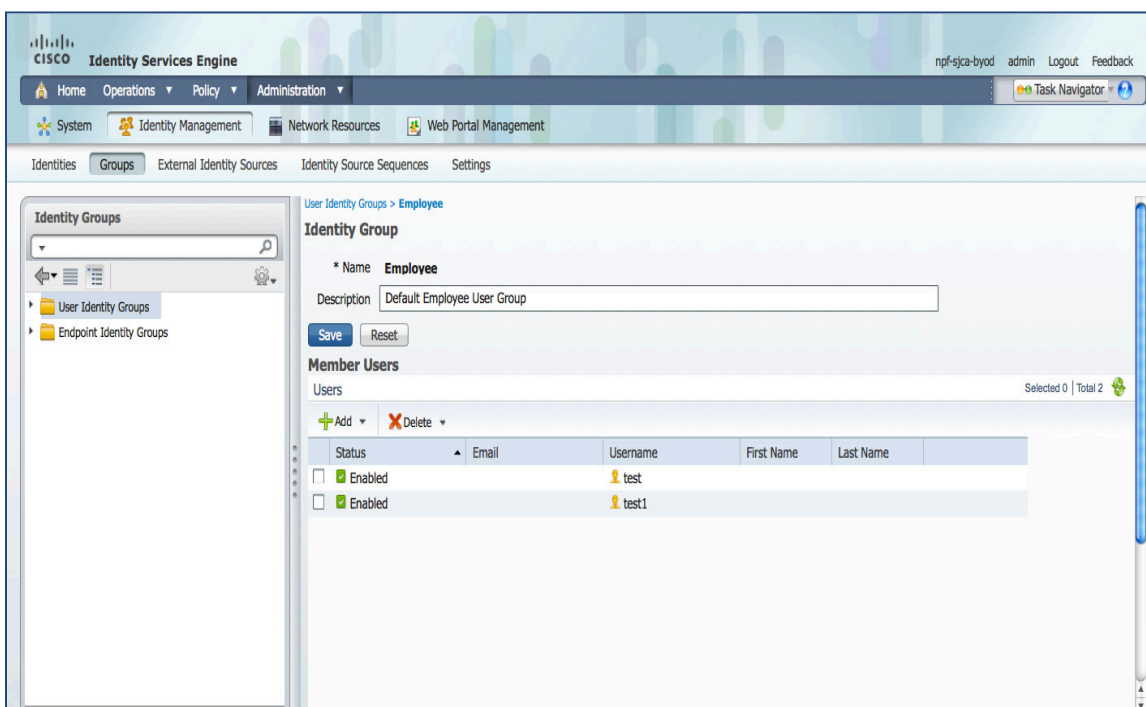 CISCO Identity Services Engine
npf-sjca-byod admin Logout Feedback
Home Operations Policy Administration
Task Navigator ?
System Identity Management Network Resources Web Portal Management
Identities Groups External Identity Sources Identity Source Sequences Settings
Identity Groups
User Identity Groups
Endpoint Identity Groups
User Identity Groups > Employee
Identity Group
* Name Employee
Description Default Employee User Group
Save Reset
Member Users
Users
Selected 0 | Total 2
Add Delete
Status Email Username First Name Last Name
Enabled test
Enabled test1